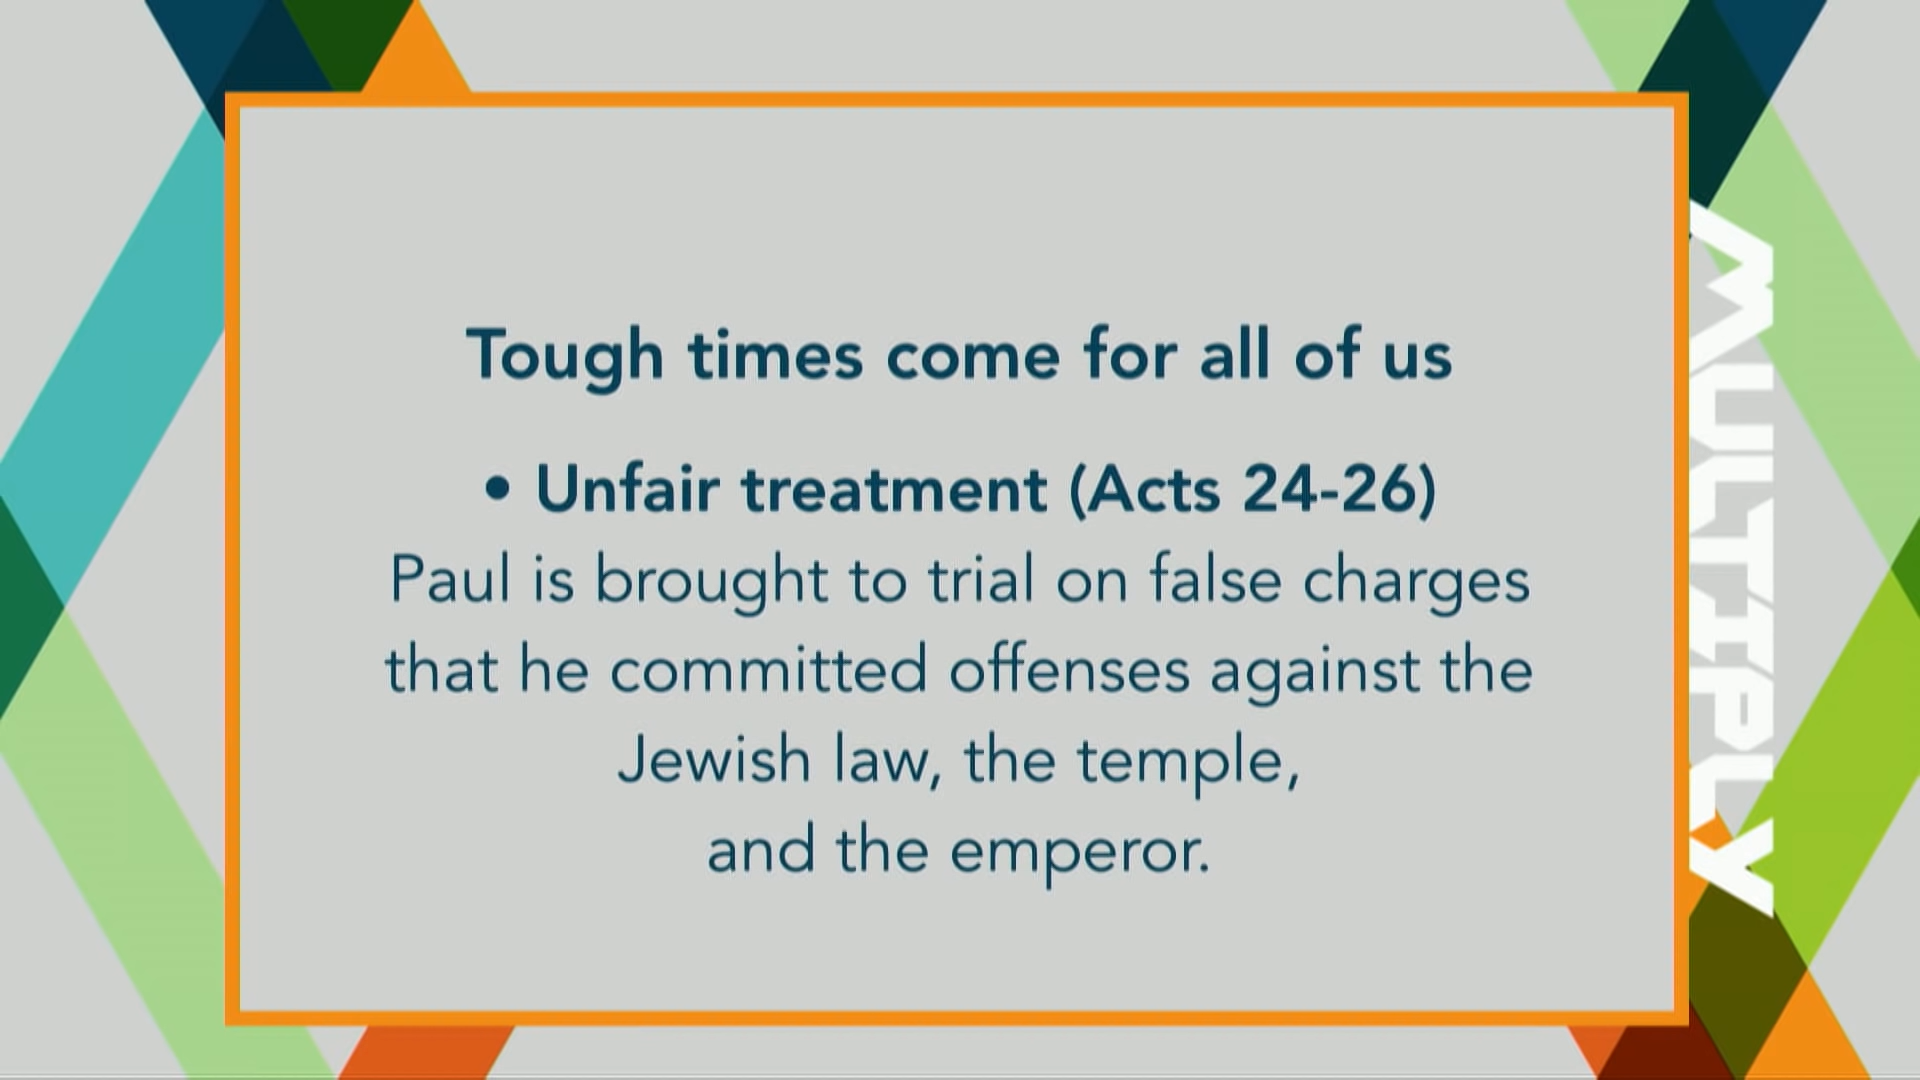 Tough times come for all of us
• Unfair treatment (Acts 24-26)
Paul is brought to trial on false charges
that he committed offenses against the
Jewish law, the temple,
and the emperor.
MULTIPLY